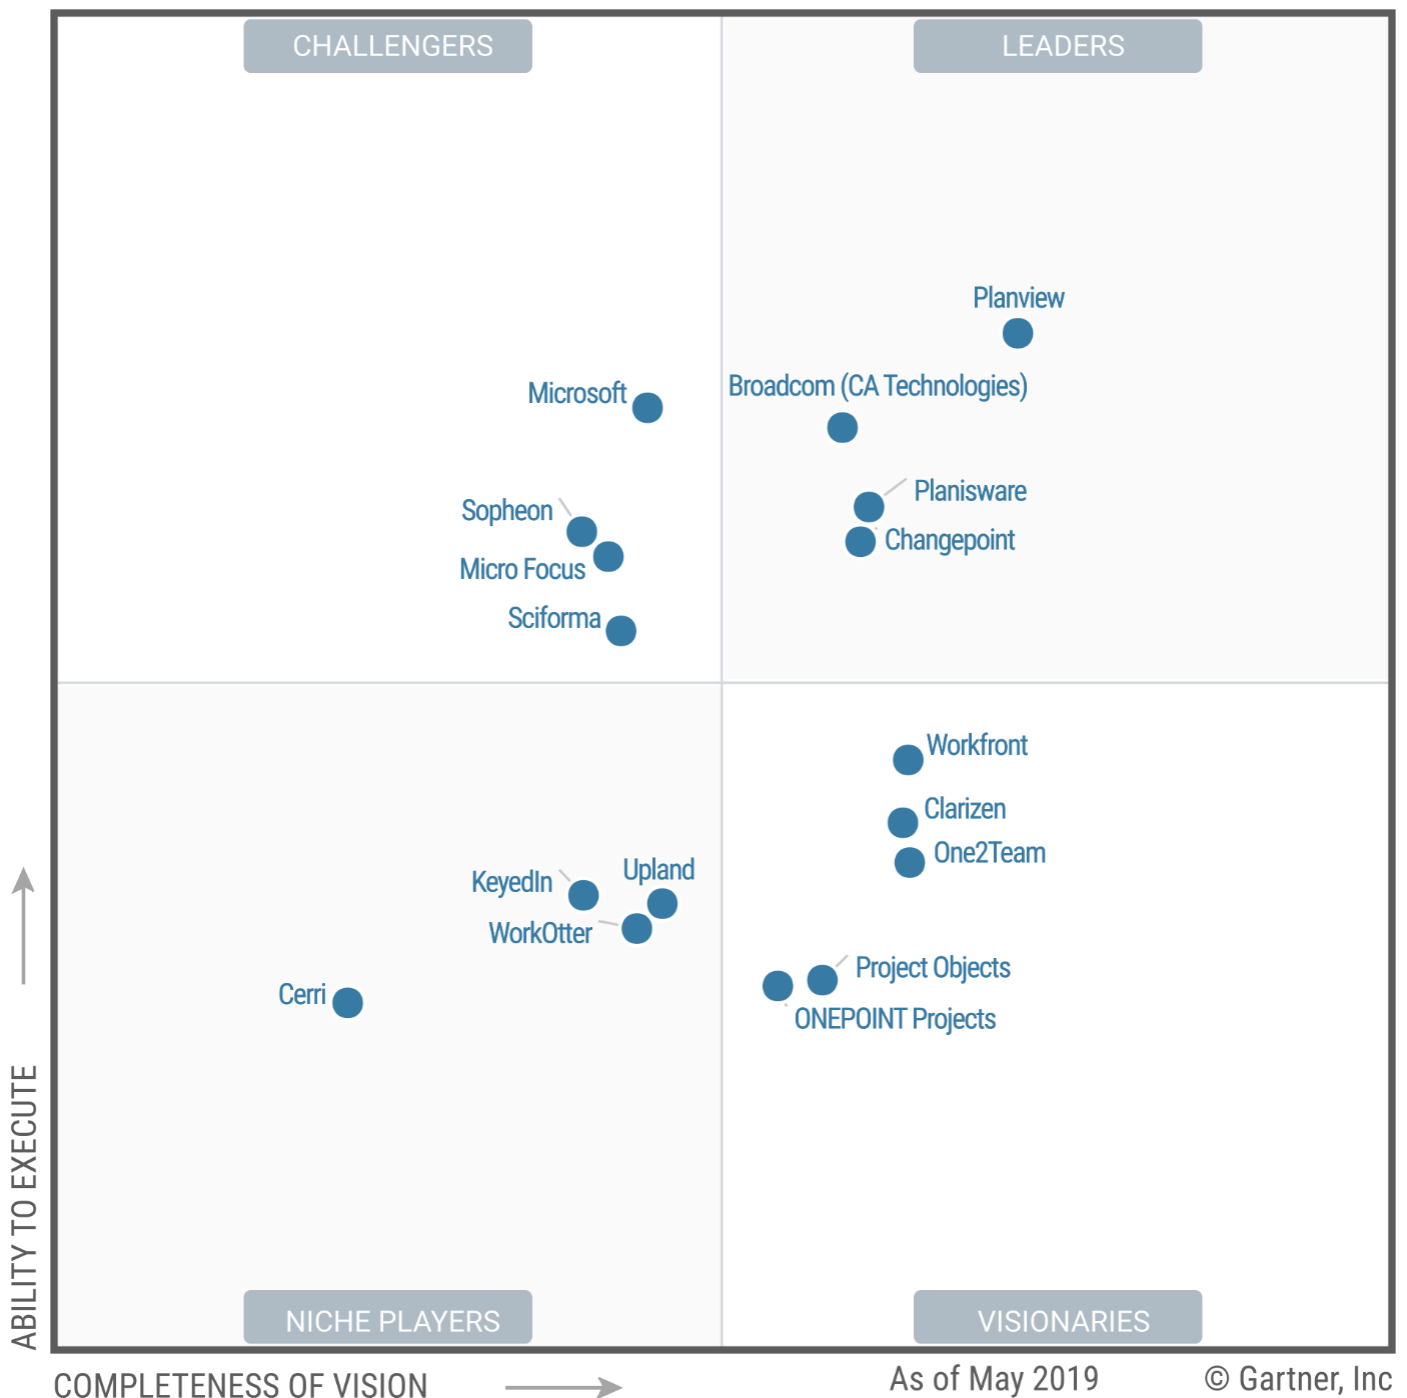 CHALLENGERS
LEADERS
Planview
Broadcom (CA Technologies)
Microsoft
Planisware
Sopheon
Changepoint
Micro Focus
Sciforma
Workfront
Clarizen
One2Team
Upland
KeyedIn
WorkOtter
Project Objects
Cerri
ONEPOINT Projects
ABILITY TO EXECUTE
NICHE PLAYERS
VISIONARIES
COMPLETENESS OF VISION
As of May 2019
© Gartner, Inc